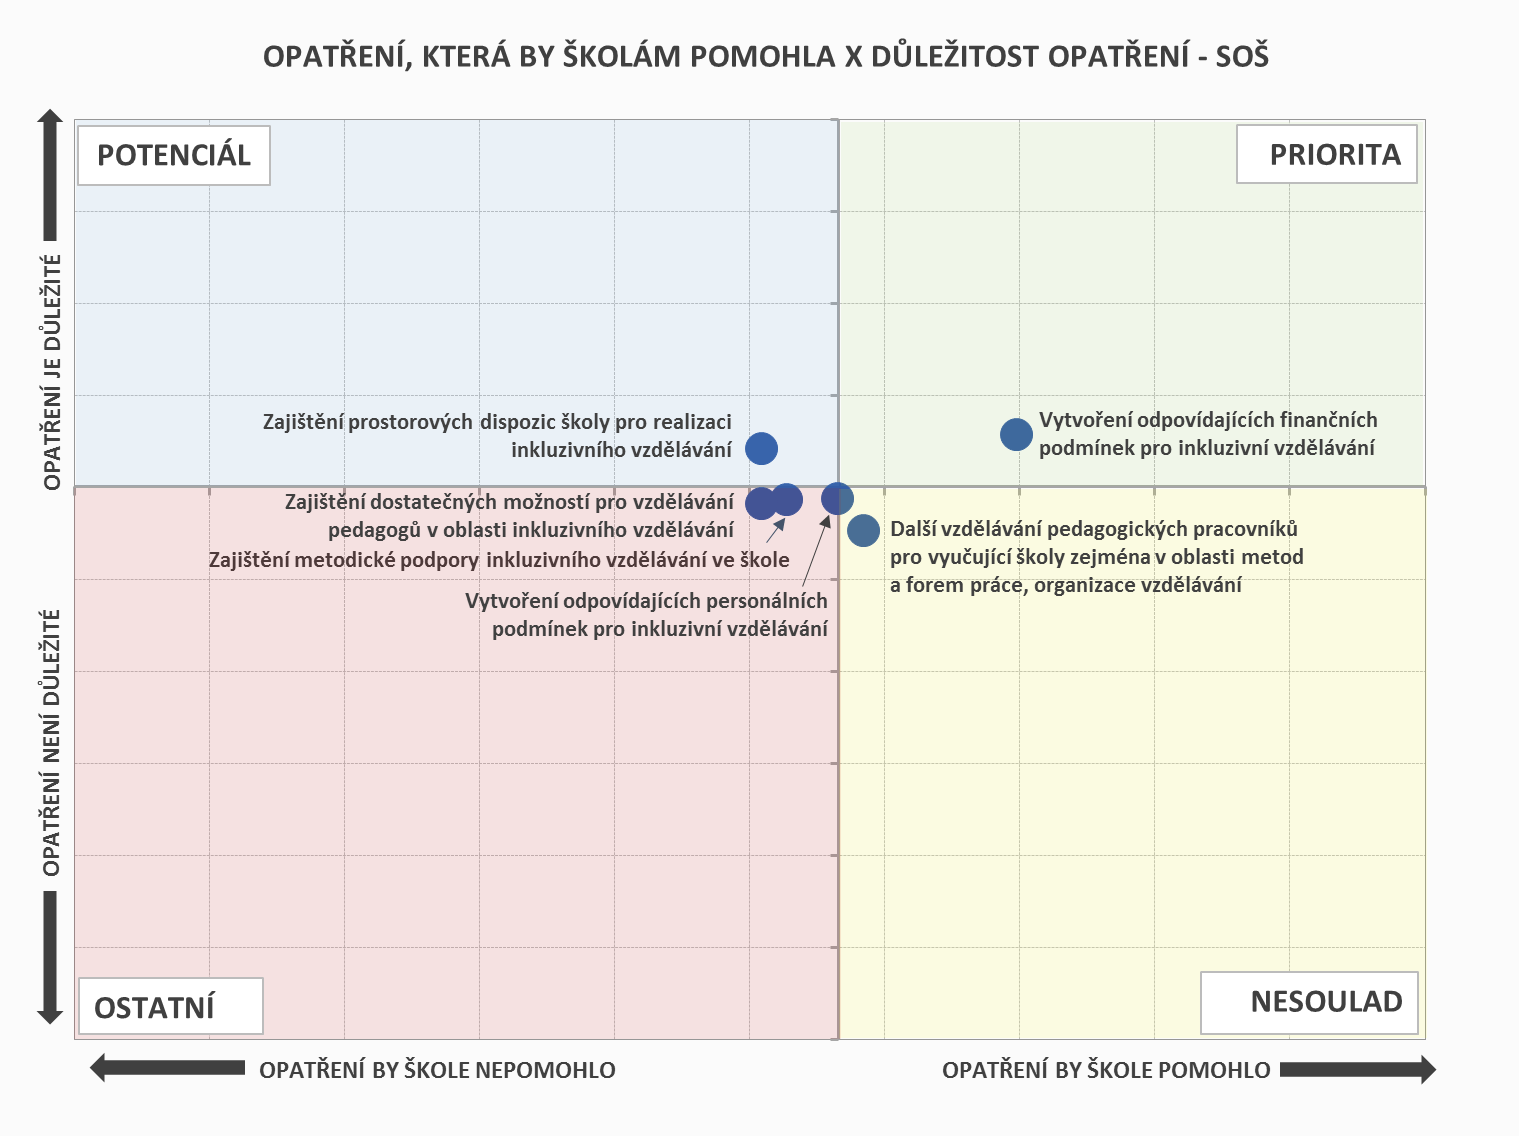 OPATŘENÍ, KTERÁ BY ŠKOLÁM POMOHLA X DŮLEŽITOST OPATŘENÍ - SOŠ
POTENCIÁL
PRIORITA
OPATŘENÍ JE DŮLEŽITÉ
Zajištění prostorových dispozic školy pro realizaci
inkluzivního vzdělávání
Vytvoření odpovídajících finančních
podmínek pro inkluzivní vzdělávání
Zajištění dostatečných možností pro vzdělávání
pedagogů v oblasti inkluzivního vzdělávání
Zajištění metodické podpory inkluzivního vzdělávání ve škole
Vytvoření odpovídajících personálních
podmínek pro inkluzivní vzdělávání
Další vzdělávání pedagogických pracovníků
pro vyučující školy zejména v oblasti metod
a forem práce, organizace vzdělávání
OPATŘENÍ NENÍ DŮLEŽITÉ
OSTATNÍ
NESOULAD
OPATŘENÍ BY ŠKOLE NEPOMOHLO
OPATŘENÍ BY ŠKOLE POMOHLO